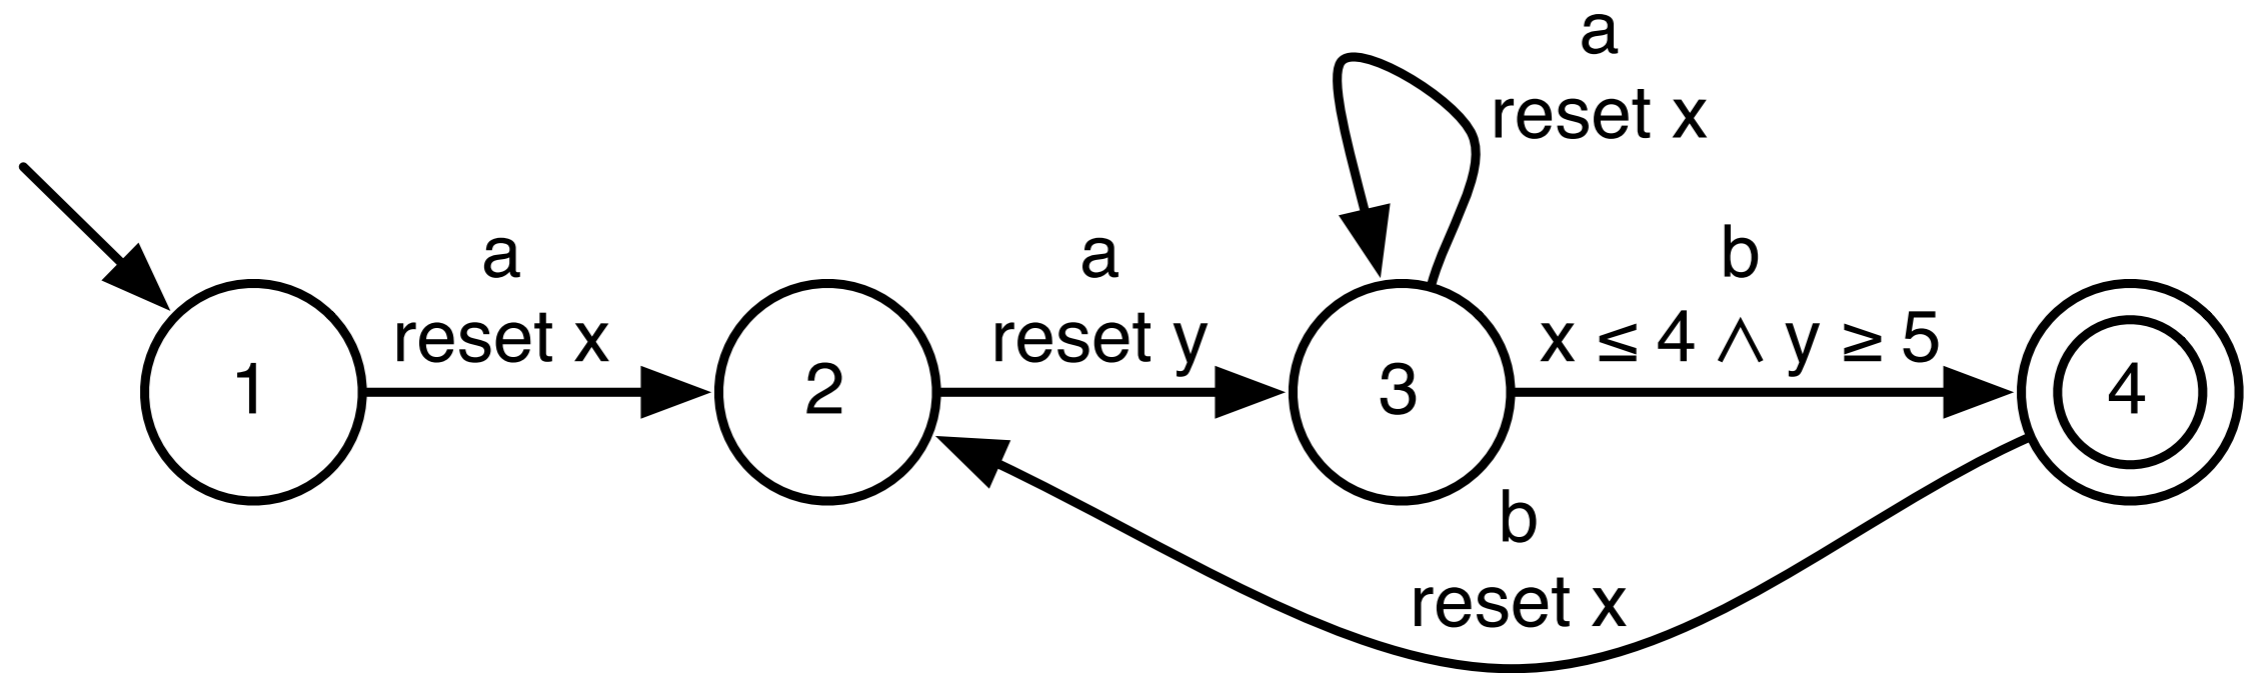 a
reset x
a
reset x
a
reset y
b
x ≤ 4 ∧ y ≥ 5
1
2
3
4
b
reset x